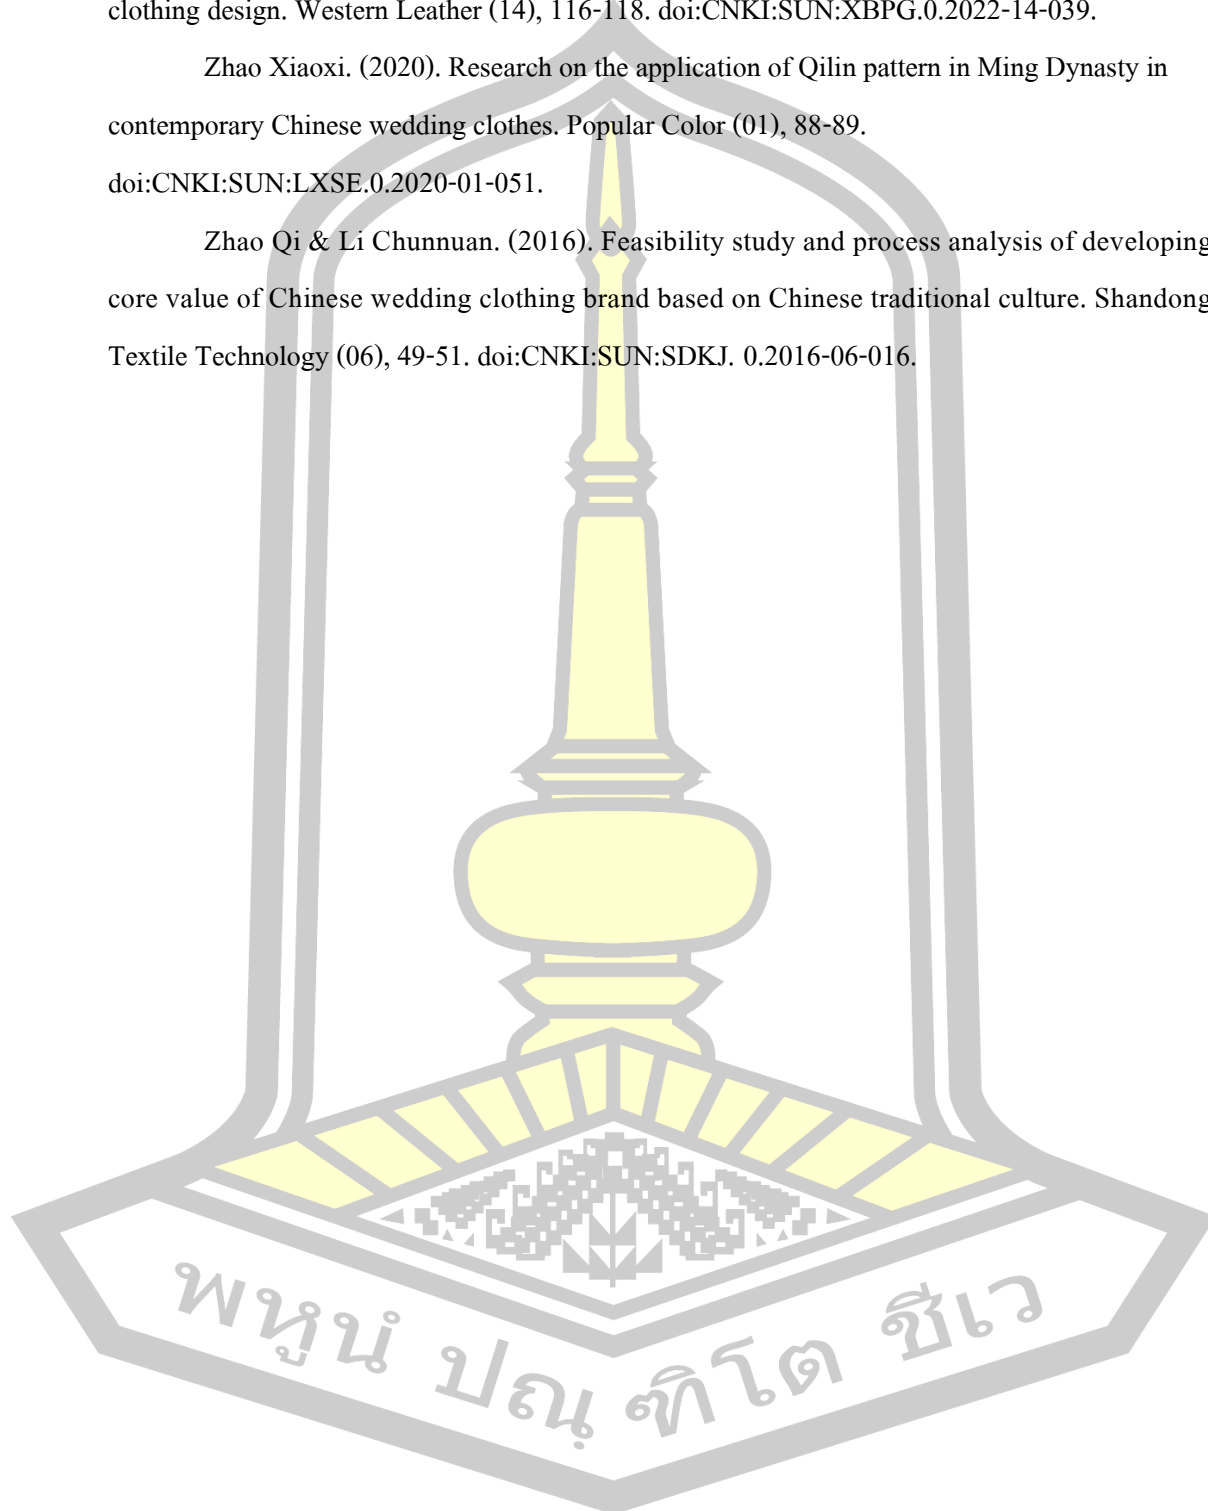 clothing design. Western Leather (14), 116-118. doi:CNKI:SUN:XBPG.0.2022-14-039.
Zhao Xiaoxi. (2020). Research on the application of Qilin pattern in Ming Dynasty in
contemporary Chinese wedding clothes. Popular Color (01), 88-89.
doi:CNKI:SUN:LXSE.0.2020-01-051.
Zhao Qi & Li Chunnuan. (2016). Feasibility study and process analysis of developing
core value of Chinese wedding clothing brand based on Chinese traditional culture. Shandong
Textile Technology (06), 49-51. doi:CNKI:SUN:SDKJ. 0.2016-06-016.
พหูนํ ปณฺฑิโต ชีเว